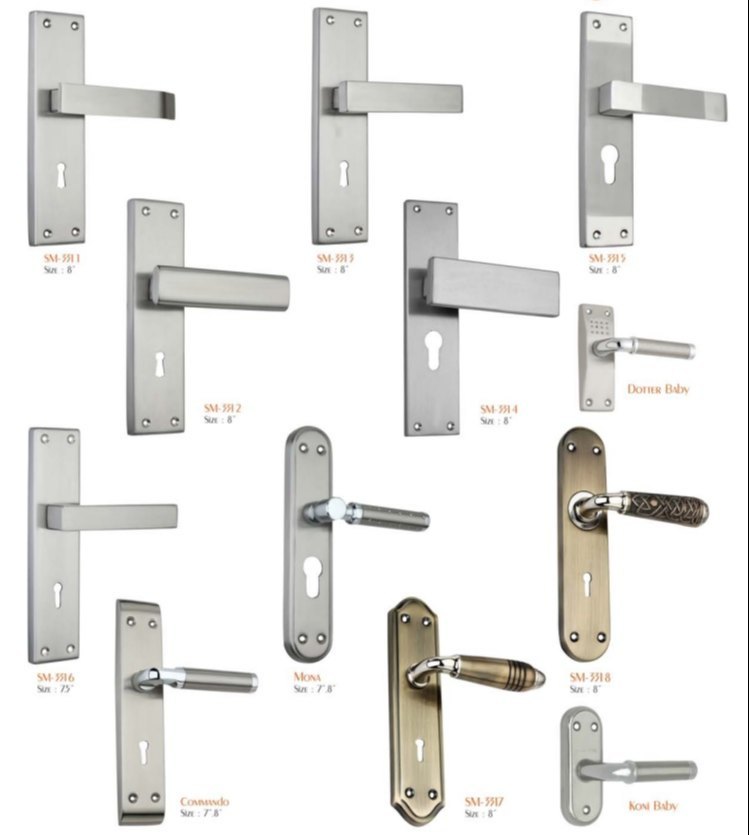 SM-3311
Size : 8"
SM-3313
Size : 8"
SM-3315
Size : 8"
SM-3312
Size : 8"
SM-3314
Size : 8"
Dotter Baby
SM-3316
Size : 7.5"
Mona
Size : 7",8"
SM-3318
Size : 8"
Commando
Size : 7",8"
SM-3317
Size : 8"
Koni Baby